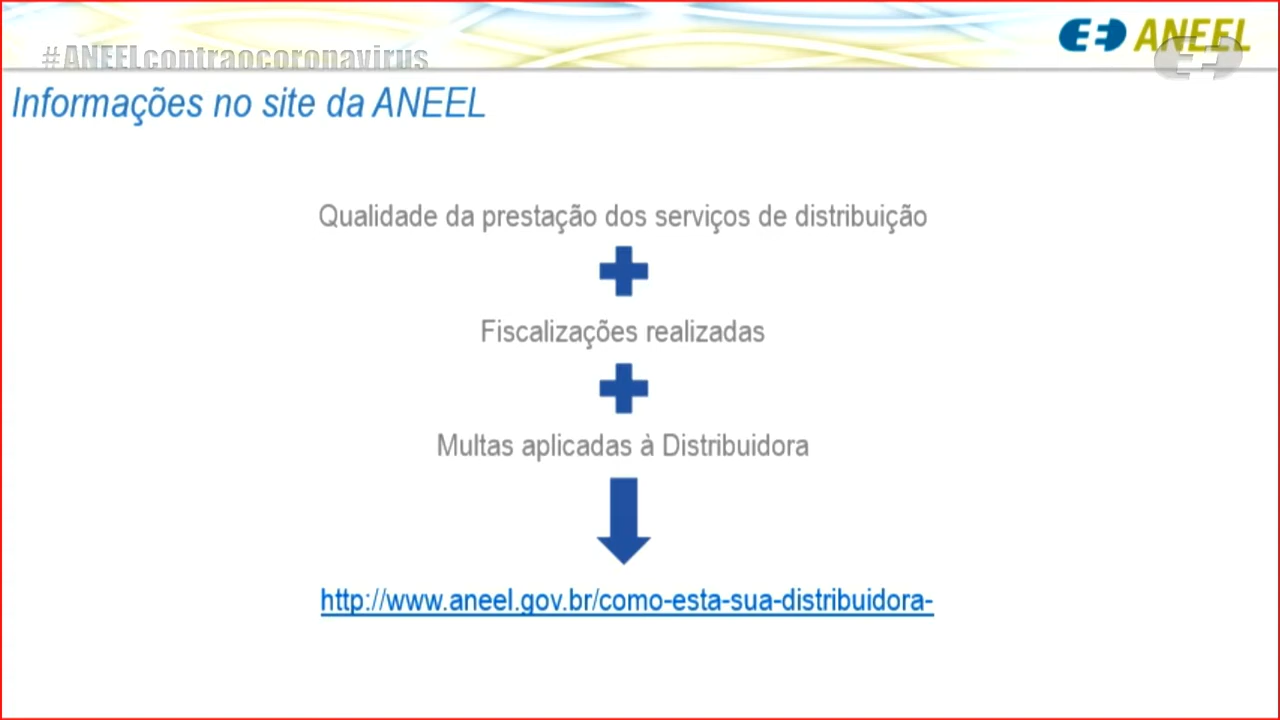 #ANEELcontraocoronavirus
ANEEL
Informações no site da ANEEL
Qualidade da prestação dos serviços de distribuição
Fiscalizações realizadas
Multas aplicadas à Distribuidora
http://www.aneel.gov.br/como-esta-sua-distribuidora-